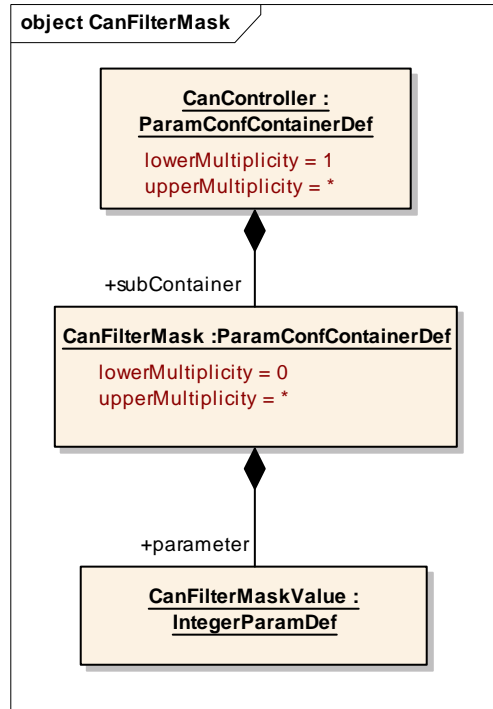 object CanFilterMask
CanController :
ParamConfContainerDef
lowerMultiplicity = 1
upperMultiplicity = *
+subContainer
CanFilterMask :ParamConfContainerDef
lowerMultiplicity = 0
upperMultiplicity = *
+parameter
CanFilterMaskValue :
IntegerParamDef